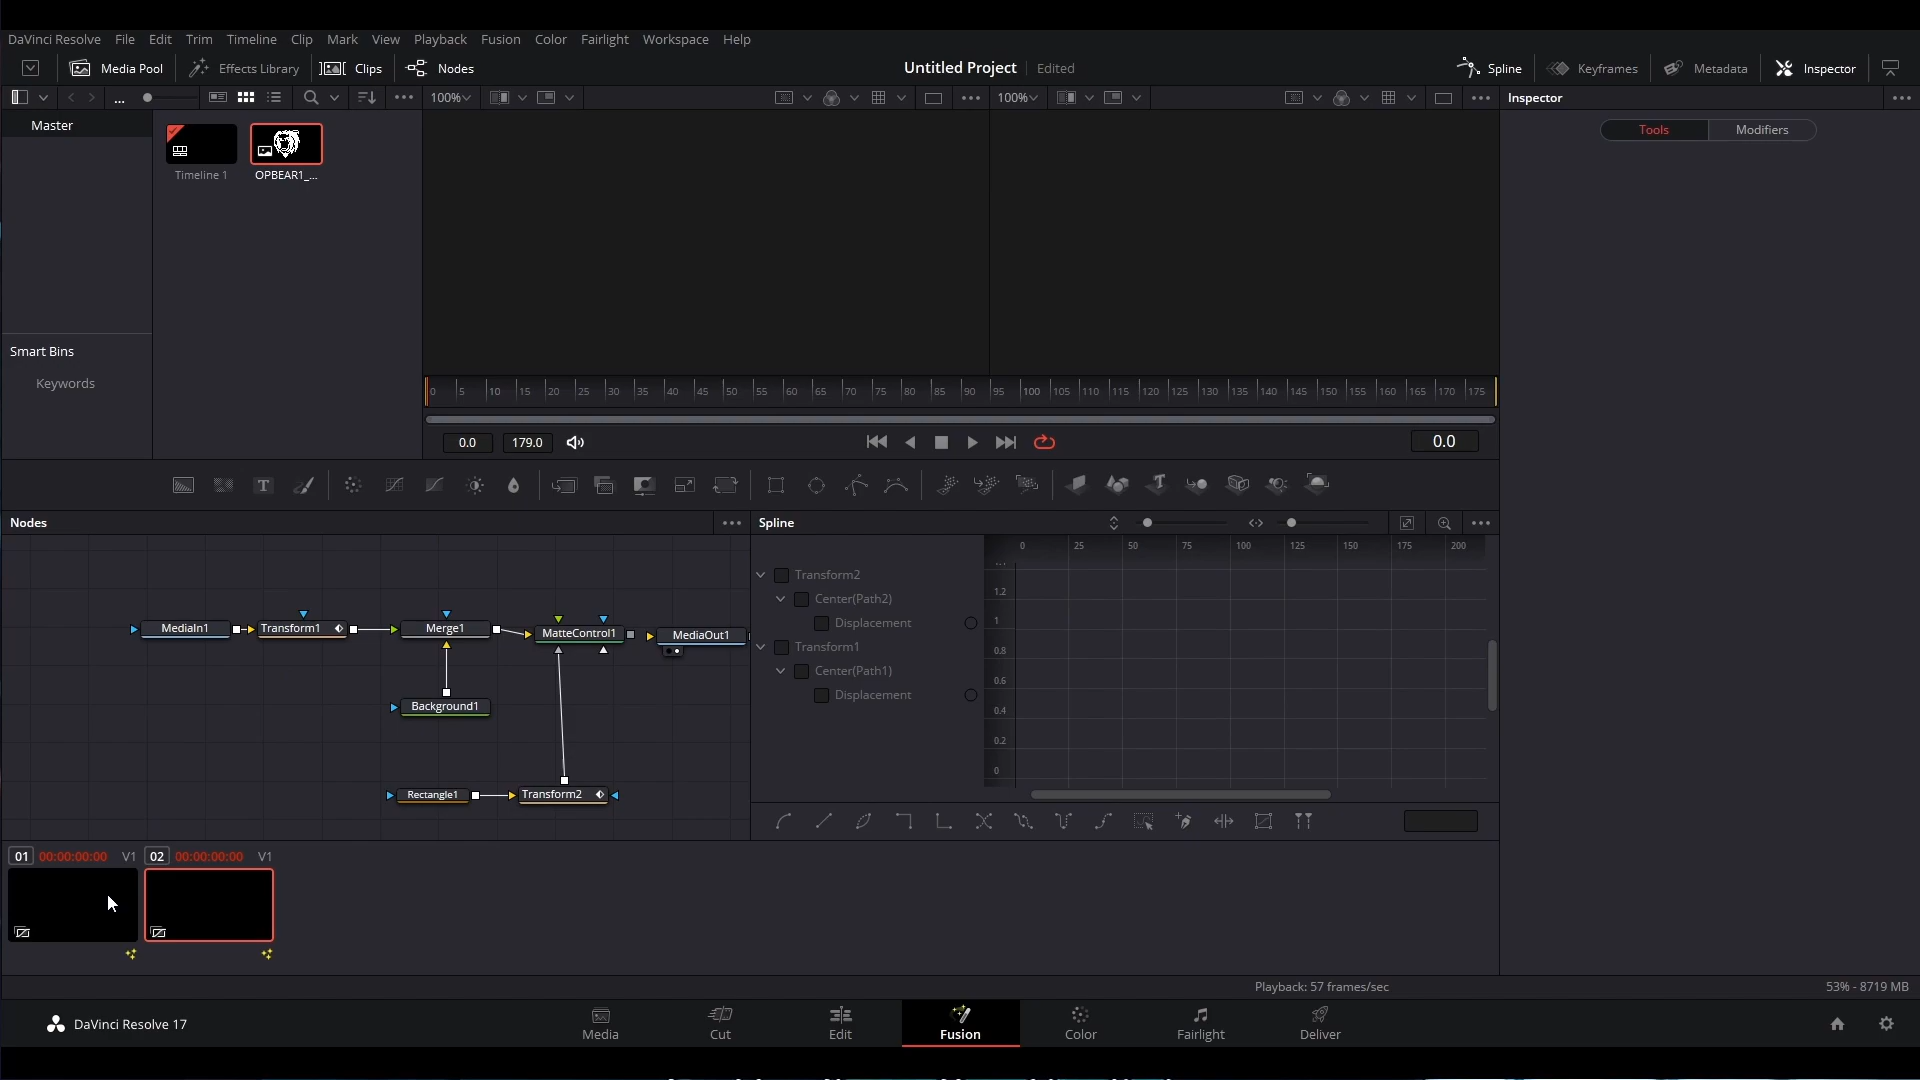 DaVinci Resolve File Edit Trim Timeline Clip Mark View Playback Fusion Color Fairlight Workspace Help
Media Pool Effects Library Clips Nodes Untitled Project Edited Spline Keyframes Metadata Inspector
... 100% 100% Inspector
Master
Tools Modifiers
Timeline 1 OPBEAR1_...
Smart Bins
Keywords
0 5 10 15 20 25 30 35 40 45 50 55 60 65 70 75 80 85 90 95 100 105 110 115 120 125 130 135 140 145 150 155 160 165 170 175
0.0 179.0 0.0
T T
Nodes Spline
0 25 50 75 100 125 150 175 200
Transform2
1.2
Center(Path2)
1
Displacement
MediaIn1 Transform1 Merge1 MatteControl1 MediaOut1
Transform1
0.8
Center(Path1)
0.6
Displacement
Background1
0.4
0.2
0
Rectangle1 Transform2
01 00:00:00:00 V1 02 00:00:00:00 V1
Playback: 57 frames/sec 53% - 8719 MB
DaVinci Resolve 17 Media Cut Edit Fusion Color Fairlight Deliver